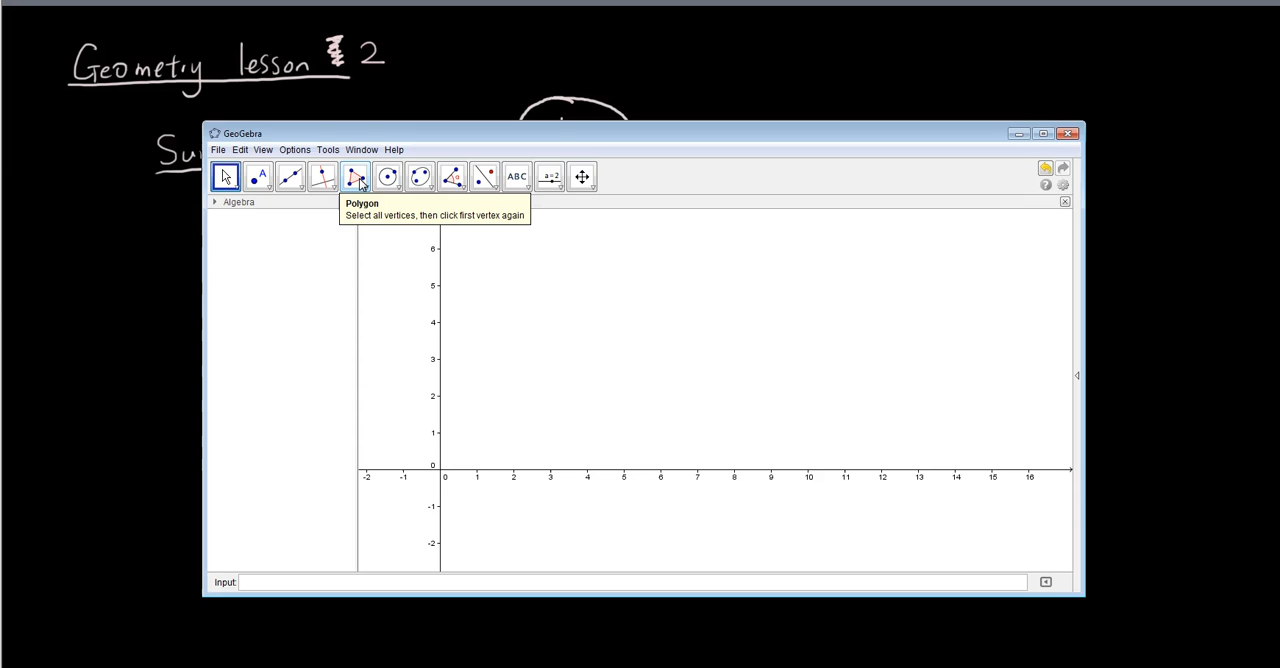 Geometry lesson 2
GeoGebra
File Edit View Options Tools Window Help
A α ABC a=2
Polygon
Select all vertices, then click first vertex again
Algebra
6
5
4
3
2
1
0
-2 -1 0 1 2 3 4 5 6 7 8 9 10 11 12 13 14 15 16
-1
-2
Input: